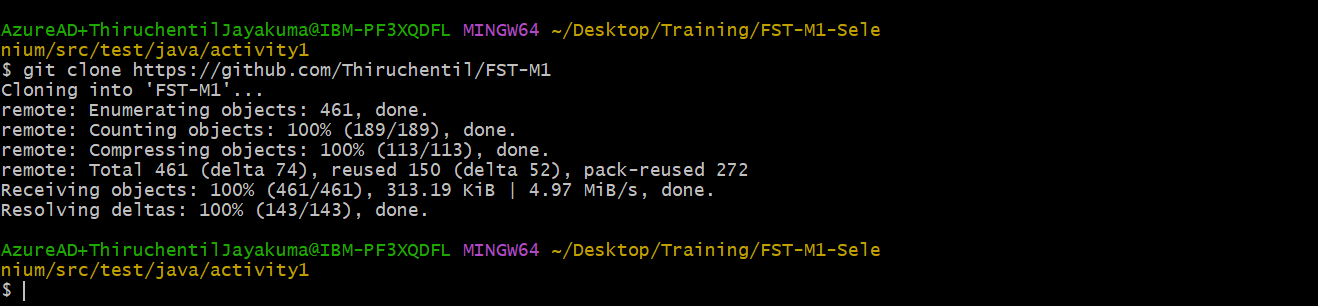 AzureAD+ThiruchentilJayakuma@IBM-PF3XQDFL MINGW64 ~/Desktop/Training/FST-M1-Sele
nium/src/test/java/activity1
$ git clone https://github.com/Thiruchentil/FST-M1
Cloning into 'FST-M1'...
remote: Enumerating objects: 461, done.
remote: Counting objects: 100% (189/189), done.
remote: Compressing objects: 100% (113/113), done.
remote: Total 461 (delta 74), reused 150 (delta 52), pack-reused 272
Receiving objects: 100% (461/461), 313.19 KiB | 4.97 MiB/s, done.
Resolving deltas: 100% (143/143), done.
AzureAD+ThiruchentilJayakuma@IBM-PF3XQDFL MINGW64 ~/Desktop/Training/FST-M1-Sele
nium/src/test/java/activity1
$